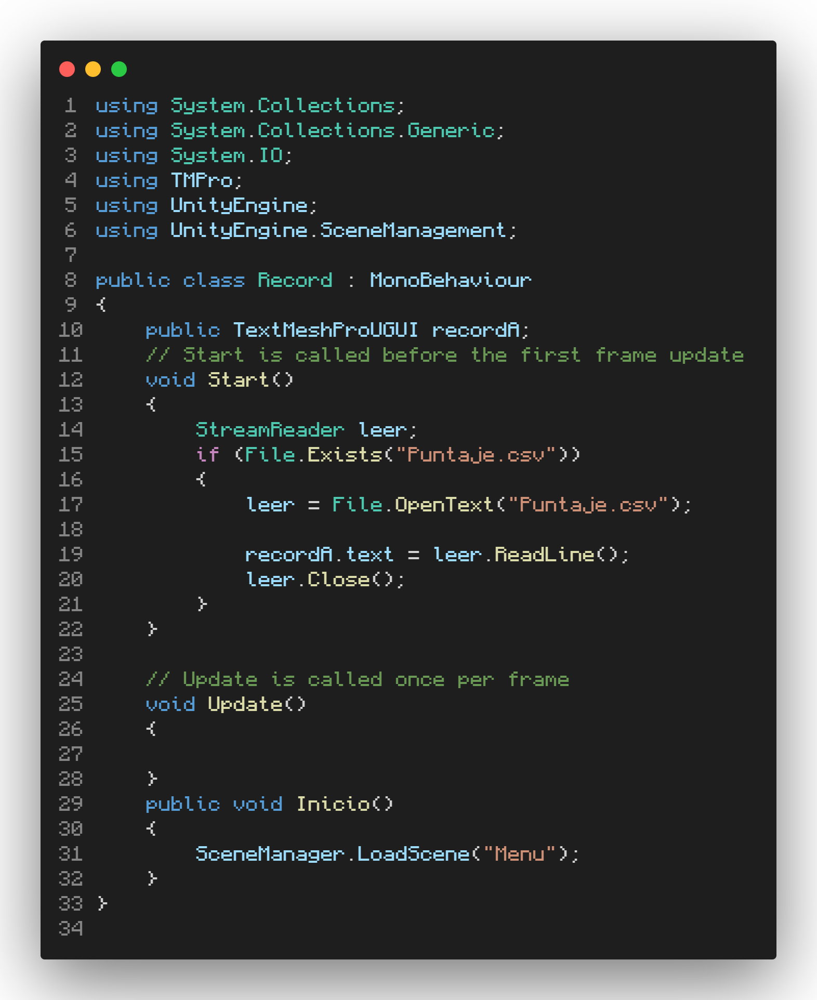 1 using System.Collections;
2 using System.Collections.Generic;
3 using System.IO;
4 using TMPro;
5 using UnityEngine;
6 using UnityEngine.SceneManagement;
7
8 public class Record : MonoBehaviour
9 {
10     public TextMeshProUGUI recordA;
11     // Start is called before the first frame update
12     void Start()
13     {
14         StreamReader leer;
15         if (File.Exists("Puntaje.csv"))
16         {
17             leer = File.OpenText("Puntaje.csv");
18
19             recordA.text = leer.ReadLine();
20             leer.Close();
21         }
22     }
23
24     // Update is called once per frame
25     void Update()
26     {
27
28     }
29     public void Inicio()
30     {
31         SceneManager.LoadScene("Menu");
32     }
33 }
34